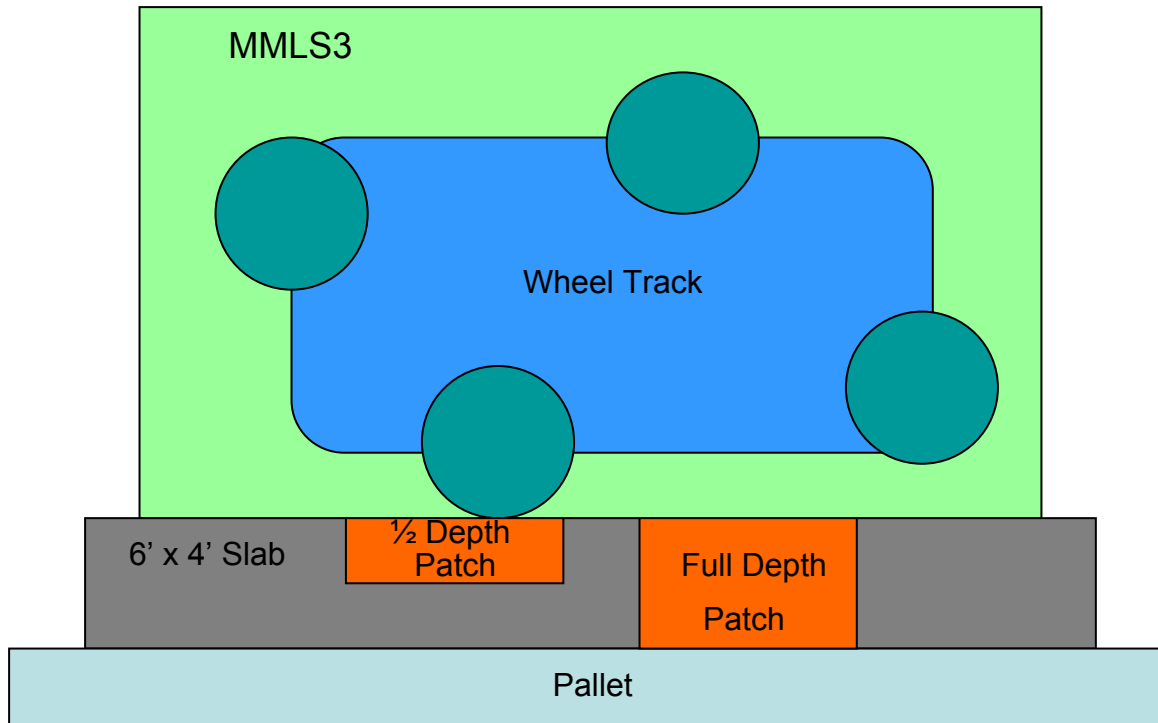 MMLS3
Wheel Track
6’ x 4’ Slab
½ Depth
Patch
Full Depth
Patch
Pallet